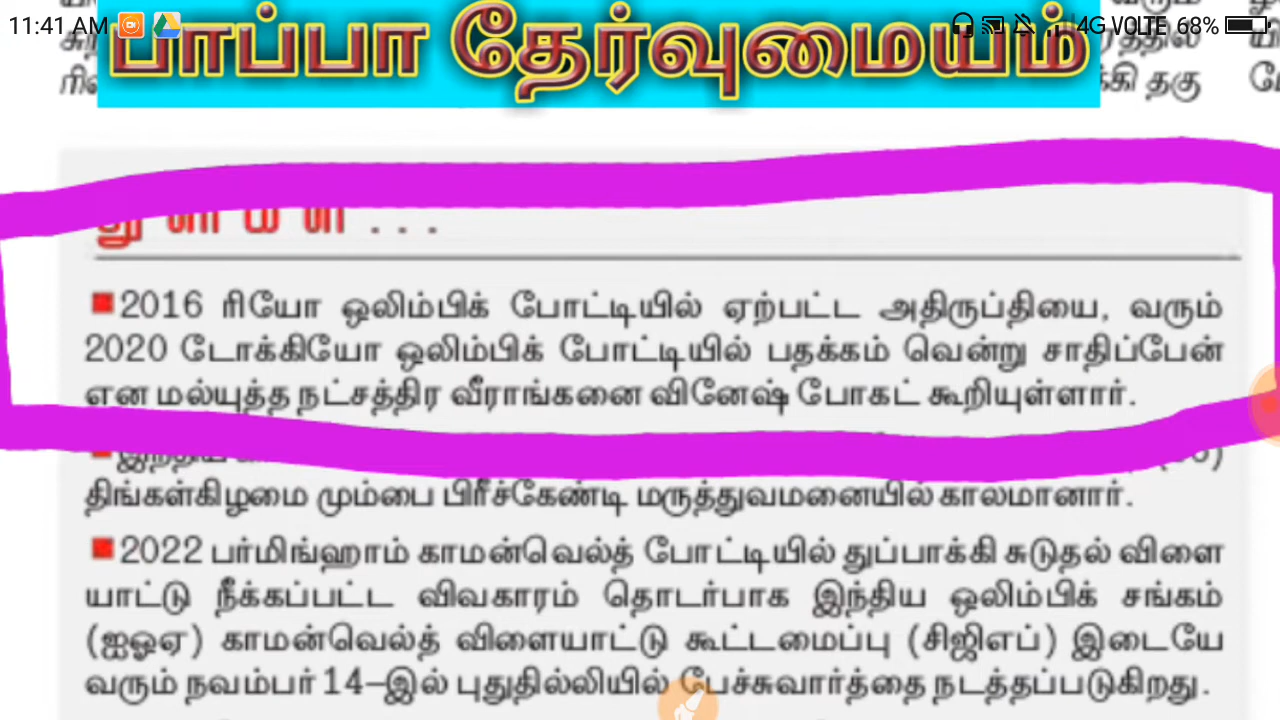 11:41 AM 4G VOLTE 68%
பாப்பா தேர்வுமையம்
க்கி தகு
■2016 ரியோ ஒலிம்பிக் போட்டியில் ஏற்பட்ட அதிருப்தியை, வரும்
2020 டோக்கியோ ஒலிம்பிக் போட்டியில் பதக்கம் வென்று சாதிப்பேன்
என மல்யுத்த நட்சத்திர வீராங்கனை வினேஷ் போகட் கூறியுள்ளார்.
திங்கள்கிழமை மும்பை பிரீச்கேண்டி மருத்துவமனையில் காலமானார்.
■2022 பர்மிங்ஹாம் காமன்வெல்த் போட்டியில் துப்பாக்கி சுடுதல் விளை
யாட்டு நீக்கப்பட்ட விவகாரம் தொடர்பாக இந்திய ஒலிம்பிக் சங்கம்
(ஐஓஏ) காமன்வெல்த் விளையாட்டு கூட்டமைப்பு (சிஜிஎப்) இடையே
வரும் நவம்பர் 14–இல் புதுதில்லியில் பேச்சுவார்த்தை நடத்தப்படுகிறது.